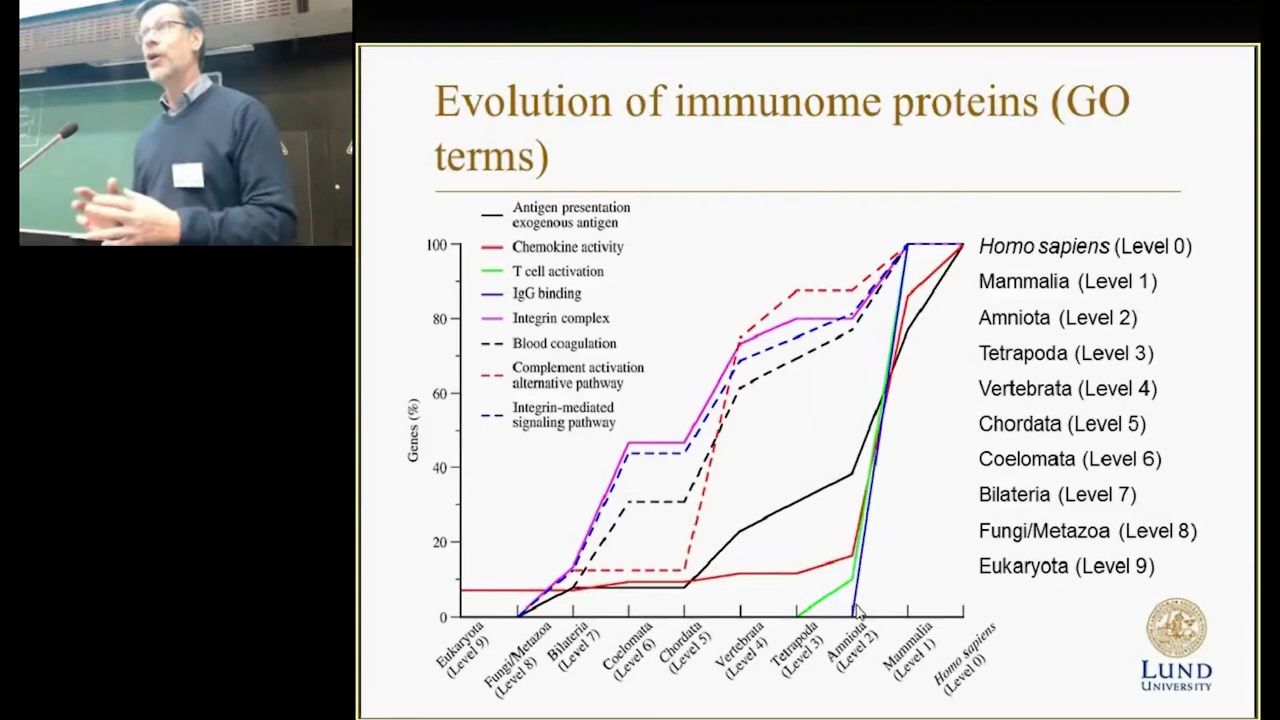 Evolution of immunome proteins (GO
terms)
Antigen presentation
exogenous antigen
Chemokine activity
T cell activation
IgG binding
Integrin complex
Blood coagulation
Complement activation
alternative pathway
Integrin-mediated
signaling pathway
Genes (%)
100
80
60
40
20
0
Eukaryota
(Level 9)
Fungi/Metazoa
(Level 8)
Bilateria
(Level 7)
Coelomata
(Level 6)
Chordata
(Level 5)
Vertebrata
(Level 4)
Tetrapoda
(Level 3)
Amniota
(Level 2)
Mammalia
(Level 1)
Homo sapiens
(Level 0)
Homo sapiens (Level 0)
Mammalia (Level 1)
Amniota (Level 2)
Tetrapoda (Level 3)
Vertebrata (Level 4)
Chordata (Level 5)
Coelomata (Level 6)
Bilateria (Level 7)
Fungi/Metazoa (Level 8)
Eukaryota (Level 9)
LUND
UNIVERSITY